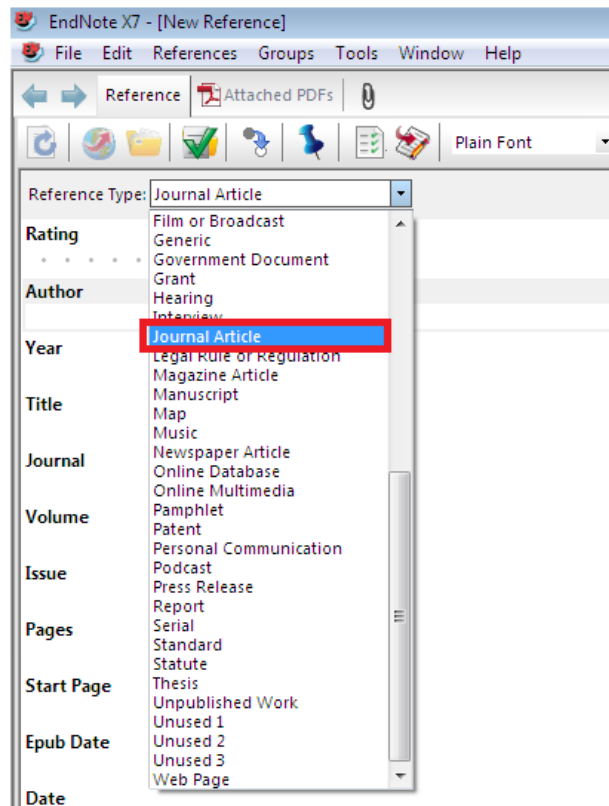 EndNote X7 - [New Reference]
File Edit References Groups Tools Window Help
Reference Attached PDFs
Plain Font
Reference Type: Journal Article
Film or Broadcast
Rating
Generic
Government Document
Grant
Author
Hearing
Interview
Journal Article
Year
Legal Rule or Regulation
Magazine Article
Manuscript
Title
Map
Music
Newspaper Article
Journal
Online Database
Online Multimedia
Pamphlet
Volume
Patent
Personal Communication
Podcast
Issue
Press Release
Report
Serial
Pages
Standard
Statute
Thesis
Start Page
Unpublished Work
Unused 1
Unused 2
Epub Date
Unused 3
Web Page
Date